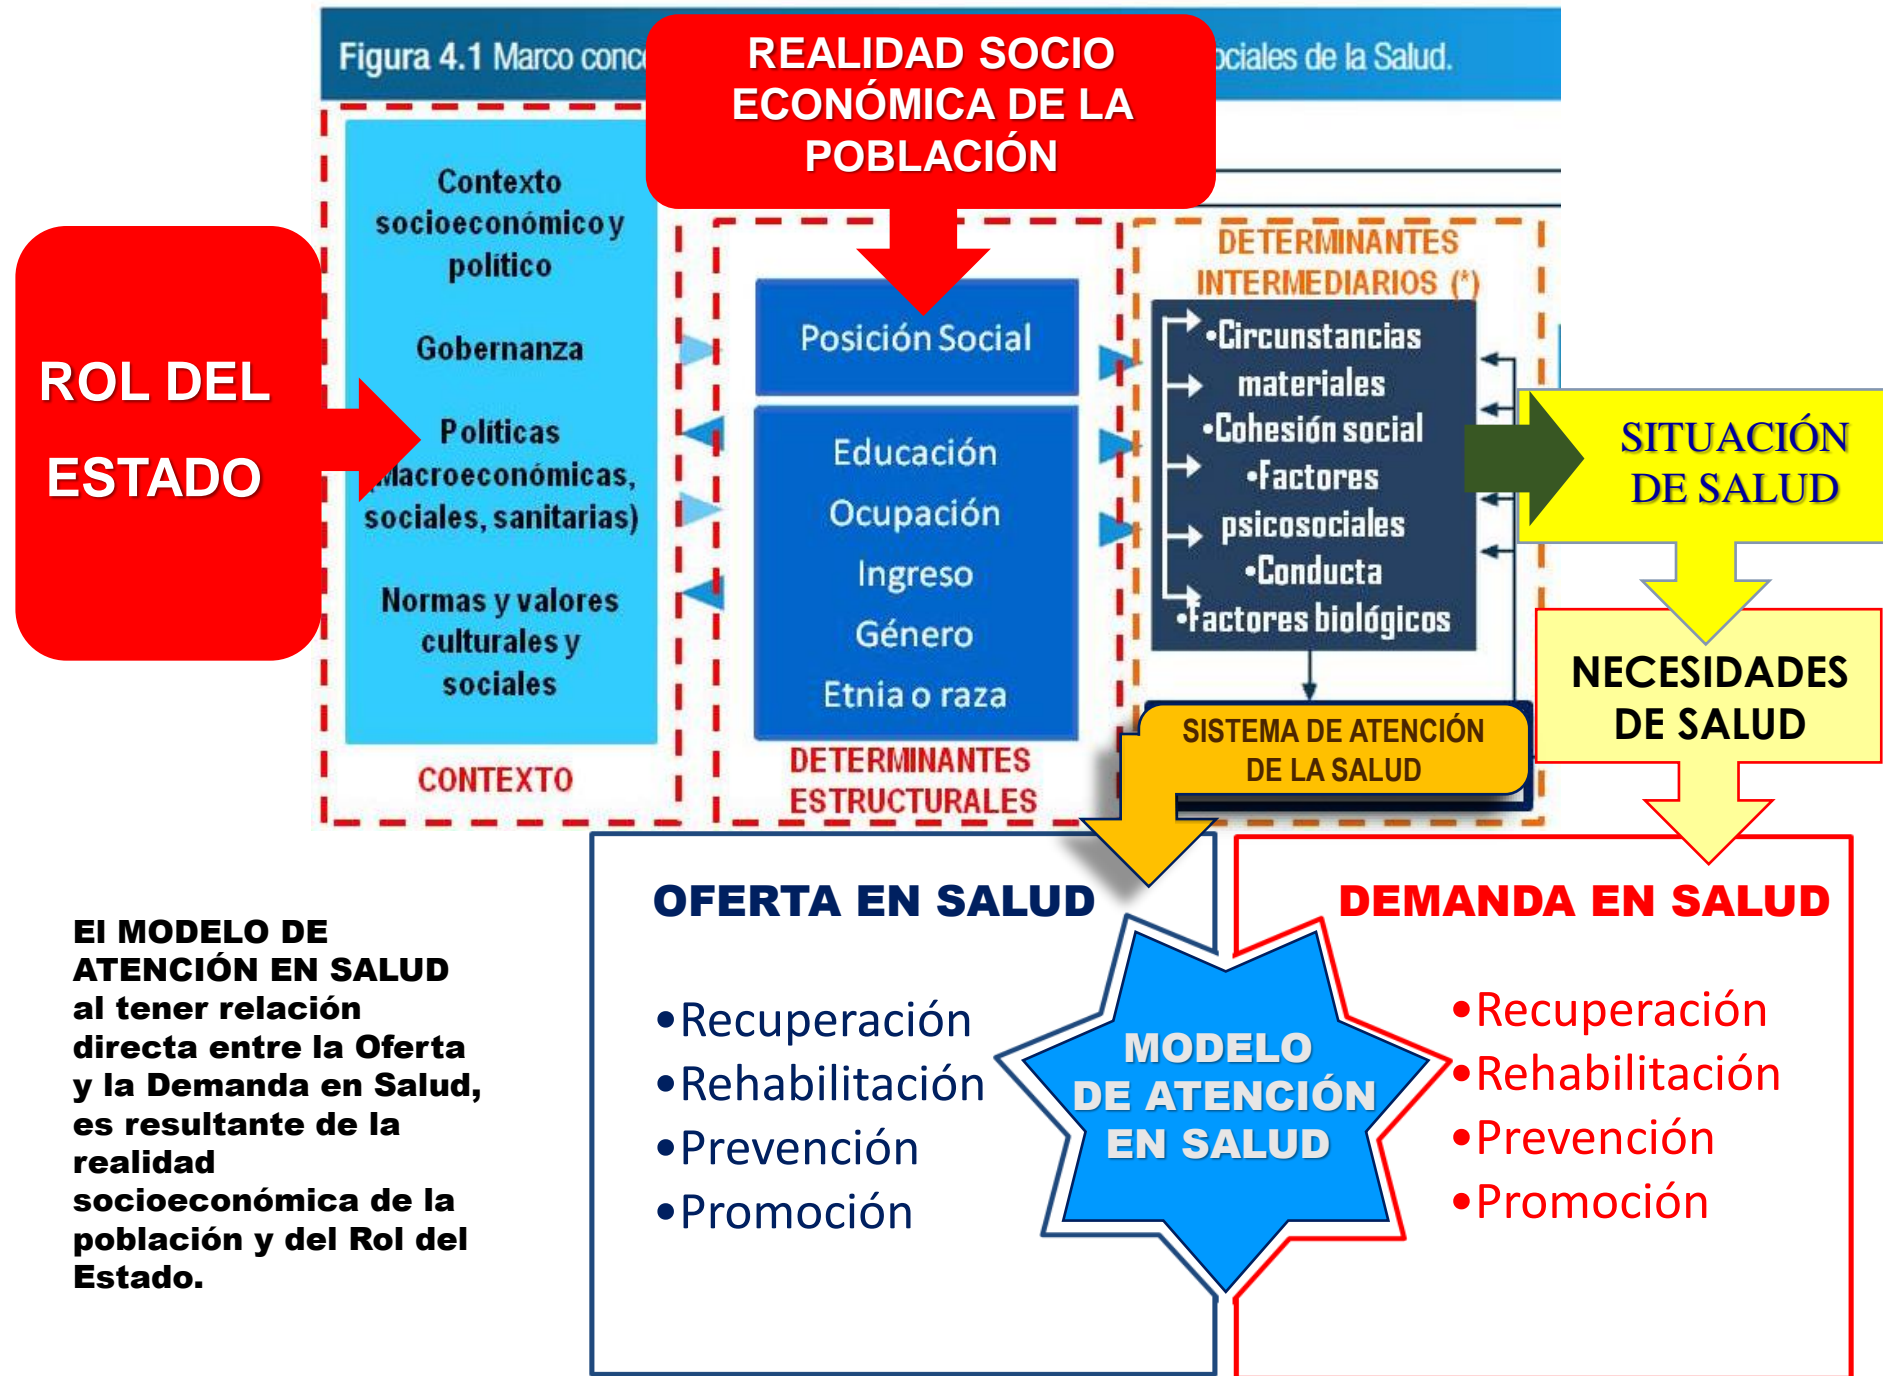 Figura 4.1 Marco conc
ociales de la Salud.
REALIDAD SOCIO
ECONÓMICA DE LA
POBLACIÓN
ROL DEL
ESTADO
Contexto
socioeconómico y
político
Gobernanza
Políticas
Macroeconómicas,
sociales, sanitarias)
Normas y valores
culturales y
sociales
CONTEXTO
Posición Social
Educación
Ocupación
Ingreso
Género
Etnia o raza
DETERMINANTES
ESTRUCTURALES
DETERMINANTES
INTERMEDIARIOS (*)
•Circunstancias
materiales
•Cohesión social
•Factores
psicosociales
•Conducta
•Factores biológicos
SITUACIÓN
DE SALUD
NECESIDADES
DE SALUD
SISTEMA DE ATENCIÓN
DE LA SALUD
El MODELO DE
ATENCIÓN EN SALUD
al tener relación
directa entre la Oferta
y la Demanda en Salud,
es resultante de la
realidad
socioeconómica de la
población y del Rol del
Estado.
OFERTA EN SALUD
•Recuperación
•Rehabilitación
•Prevención
•Promoción
MODELO
DE ATENCIÓN
EN SALUD
DEMANDA EN SALUD
•Recuperación
•Rehabilitación
•Prevención
•Promoción